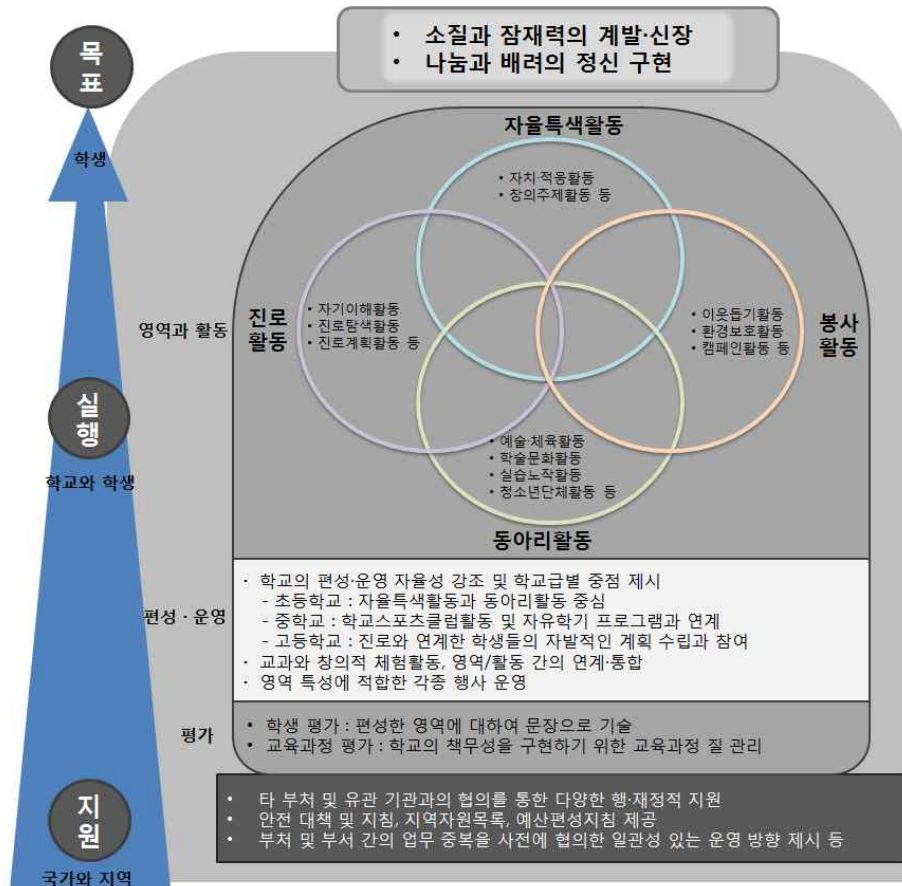 • 소질과 잠재력의 계발·신장
• 나눔과 배려의 정신 구현
목표
학생
자율특색활동
• 자치·적응활동
• 창의주제활동 등
영역과 활동
진로
활동
• 자기이해활동
• 진로탐색활동
• 진로계획활동 등
• 이웃돕기활동
• 환경보호활동
• 캠페인활동 등
봉사
활동
실행
학교와 학생
• 예술·체육활동
• 학술문화활동
• 실습노작활동
• 청소년단체활동 등
동아리활동
편성·운영
· 학교의 편성·운영 자율성 강조 및 학교급별 중점 제시
- 초등학교 : 자율특색활동과 동아리활동 중심
- 중학교 : 학교스포츠클럽활동 및 자유학기 프로그램과 연계
- 고등학교 : 진로와 연계한 학생들의 자발적인 계획 수립과 참여
· 교과와 창의적 체험활동, 영역/활동 간의 연계·통합
· 영역 특성에 적합한 각종 행사 운영
평가
• 학생 평가 : 편성한 영역에 대하여 문장으로 기술
• 교육과정 평가 : 학교의 책무성을 구현하기 위한 교육과정 질 관리
지원
국가와 지역
• 타 부처 및 유관 기관과의 협의를 통한 다양한 행·재정적 지원
• 안전 대책 및 지침, 지역자원목록, 예산편성지침 제공
• 부처 및 부서 간의 업무 중복을 사전에 협의한 일관성 있는 운영 방향 제시 등